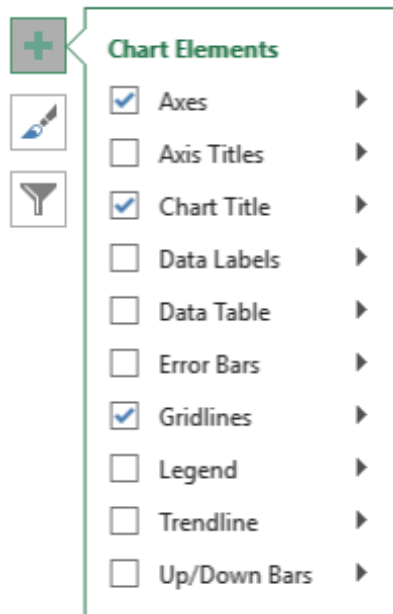 Chart Elements
Axes
Axis Titles
Chart Title
Data Labels
Data Table
Error Bars
Gridlines
Legend
Trendline
Up/Down Bars